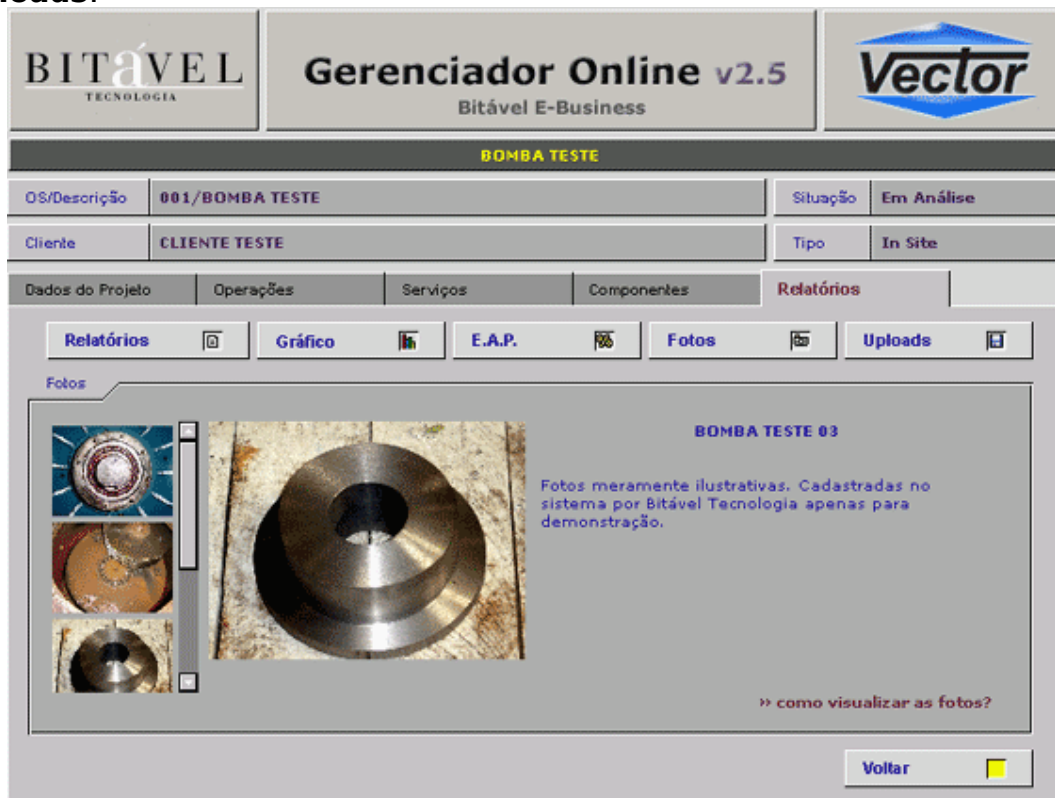 BITáVEL
TECNOLOGIA
Gerenciador Online v2.5
Bitável E-Business
Vector
BOMBA TESTE
OS/Descrição 001/BOMBA TESTE Situação Em Análise
Cliente CLIENTE TESTE Tipo In Site
Dados do Projeto Operações Serviços Componentes Relatórios
Relatórios Gráfico E.A.P. Fotos Uploads
Fotos
BOMBA TESTE 03
Fotos meramente ilustrativas. Cadastradas no
sistema por Bitável Tecnologia apenas para
demonstração.
» como visualizar as fotos?
Voltar